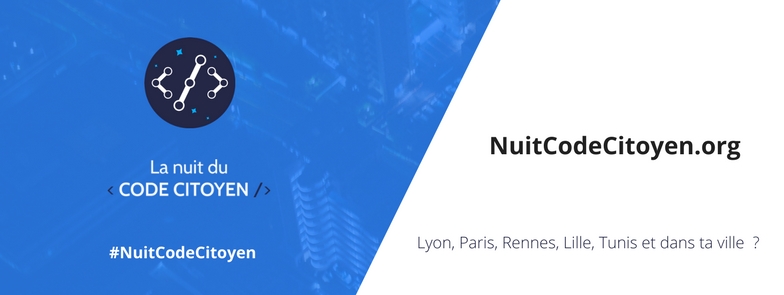 La nuit du
< CODE CITOYEN />
#NuitCodeCitoyen
NuitCodeCitoyen.org
Lyon, Paris, Rennes, Lille, Tunis et dans ta ville ?